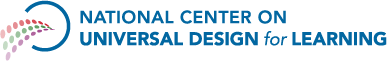 NATIONAL CENTER ON
UNIVERSAL DESIGN for LEARNING